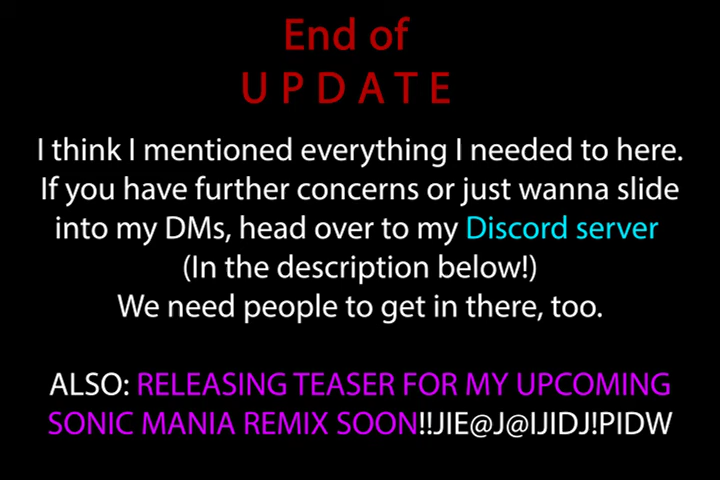 End of
U P D A T E
I think I mentioned everything I needed to here.
If you have further concerns or just wanna slide
into my DMs, head over to my Discord server
(In the description below!)
We need people to get in there, too.
ALSO: RELEASING TEASER FOR MY UPCOMING
SONIC MANIA REMIX SOON!!JIE@J@IJIDJ!PIDW